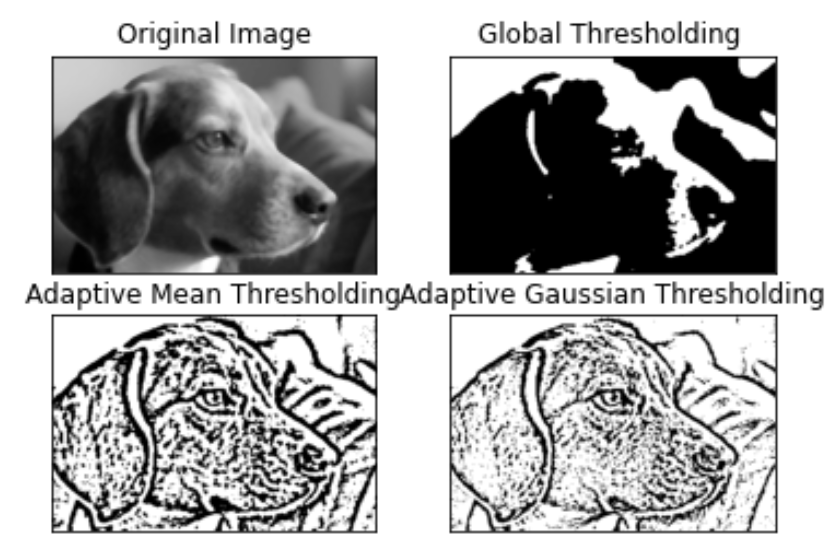 Original Image
Global Thresholding
Adaptive Mean Thresholding
Adaptive Gaussian Thresholding